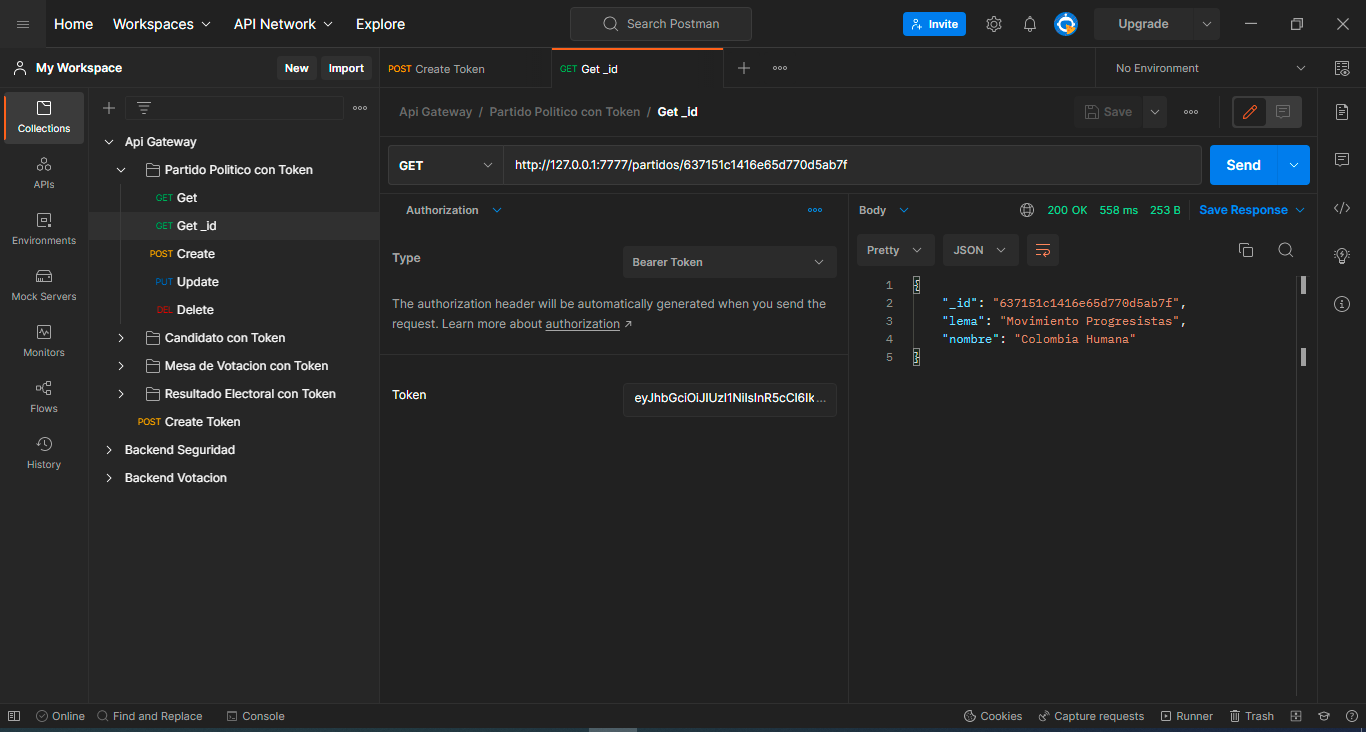 Home Workspaces API Network Explore Search Postman Invite Upgrade
My Workspace New Import POST Create Token GET Get _id No Environment
Collections
APIs
Environments
Mock Servers
Monitors
Flows
History
Api Gateway
Partido Politico con Token
GET Get
GET Get _id
POST Create
PUT Update
DEL Delete
Candidato con Token
Mesa de Votacion con Token
Resultado Electoral con Token
POST Create Token
Backend Seguridad
Backend Votacion
Api Gateway / Partido Politico con Token / Get _id Save
GET http://127.0.0.1:7777/partidos/637151c1416e65d770d5ab7f Send
Authorization
Type Bearer Token
The authorization header will be automatically generated when you send the
request. Learn more about authorization ↗
Token eyJhbGciOiJIUzI1NiIsInR5cCI6Ik...
Body 200 OK 558 ms 253 B Save Response
Pretty JSON
1 {
2 "_id": "637151c1416e65d770d5ab7f",
3 "lema": "Movimiento Progresistas",
4 "nombre": "Colombia Humana"
5 }
Online Find and Replace Console Cookies Capture requests Runner Trash